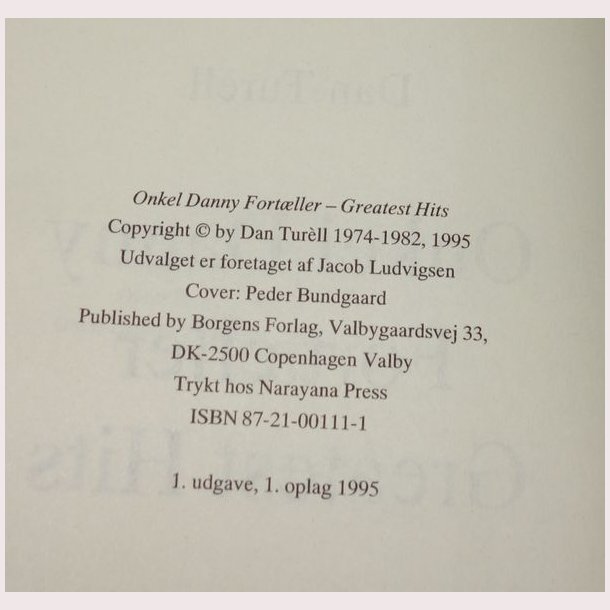 Onkel Danny Fortæller – Greatest Hits
Copyright © by Dan Turèll 1974-1982, 1995
Udvalget er foretaget af Jacob Ludvigsen
Cover: Peder Bundgaard
Published by Borgens Forlag, Valbygaardsvej 33,
DK-2500 Copenhagen Valby
Trykt hos Narayana Press
ISBN 87-21-00111-1
1. udgave, 1. oplag 1995